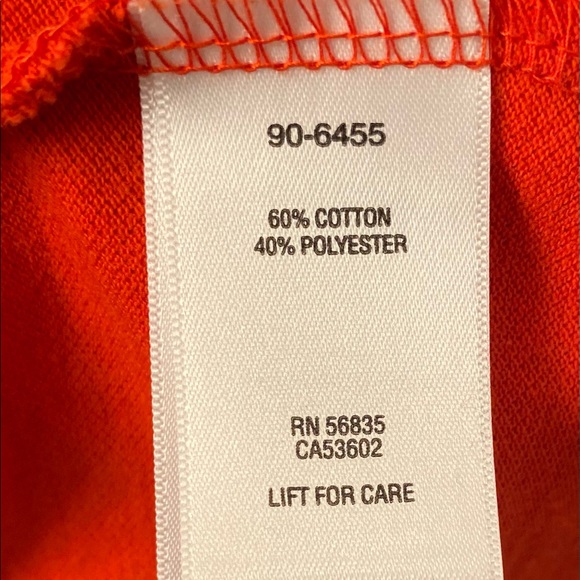 90-6455
60% COTTON
40% POLYESTER
RN 56835
CA53602
LIFT FOR CARE